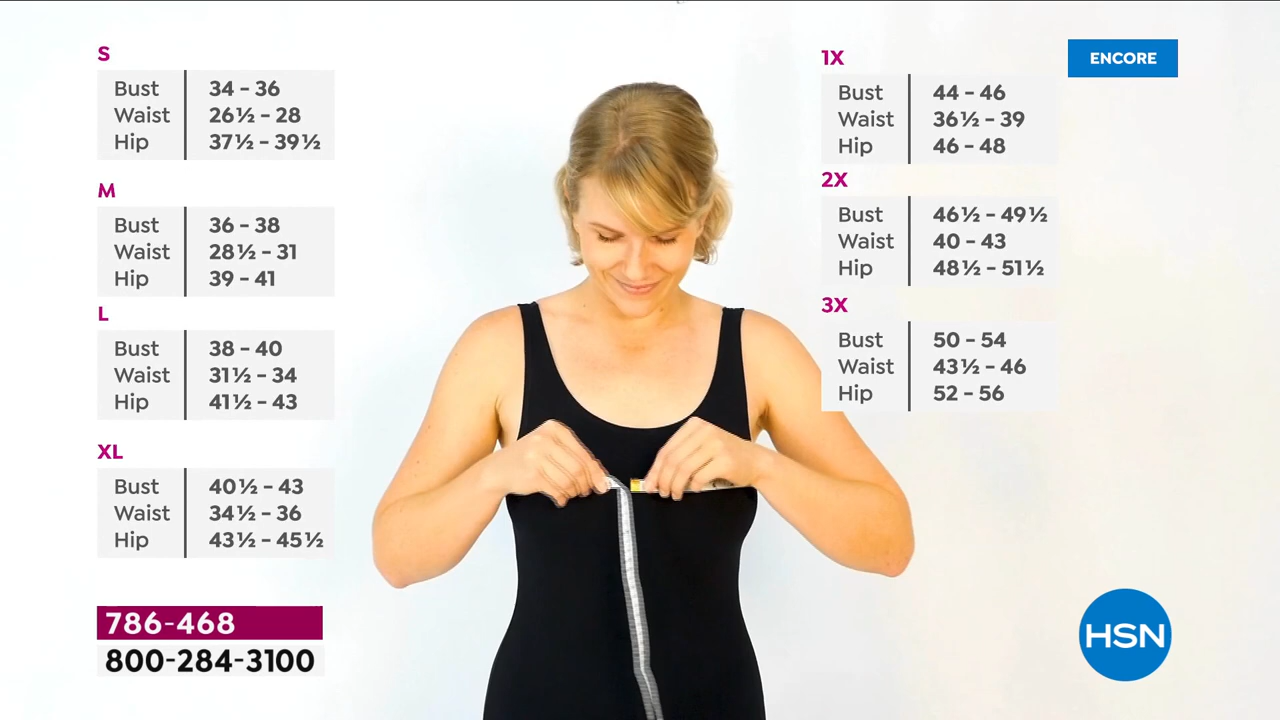 S
Bust 34 - 36
Waist 26½ - 28
Hip 37½ - 39½
M
Bust 36 - 38
Waist 28½ - 31
Hip 39 - 41
L
Bust 38 - 40
Waist 31½ - 34
Hip 41½ - 43
XL
Bust 40½ - 43
Waist 34½ - 36
Hip 43½ - 45½
786-468
800-284-3100
1X
Bust 44 - 46
Waist 36½ - 39
Hip 46 - 48
2X
Bust 46½ - 49½
Waist 40 - 43
Hip 48½ - 51½
3X
Bust 50 - 54
Waist 43½ - 46
Hip 52 - 56
ENCORE
HSN